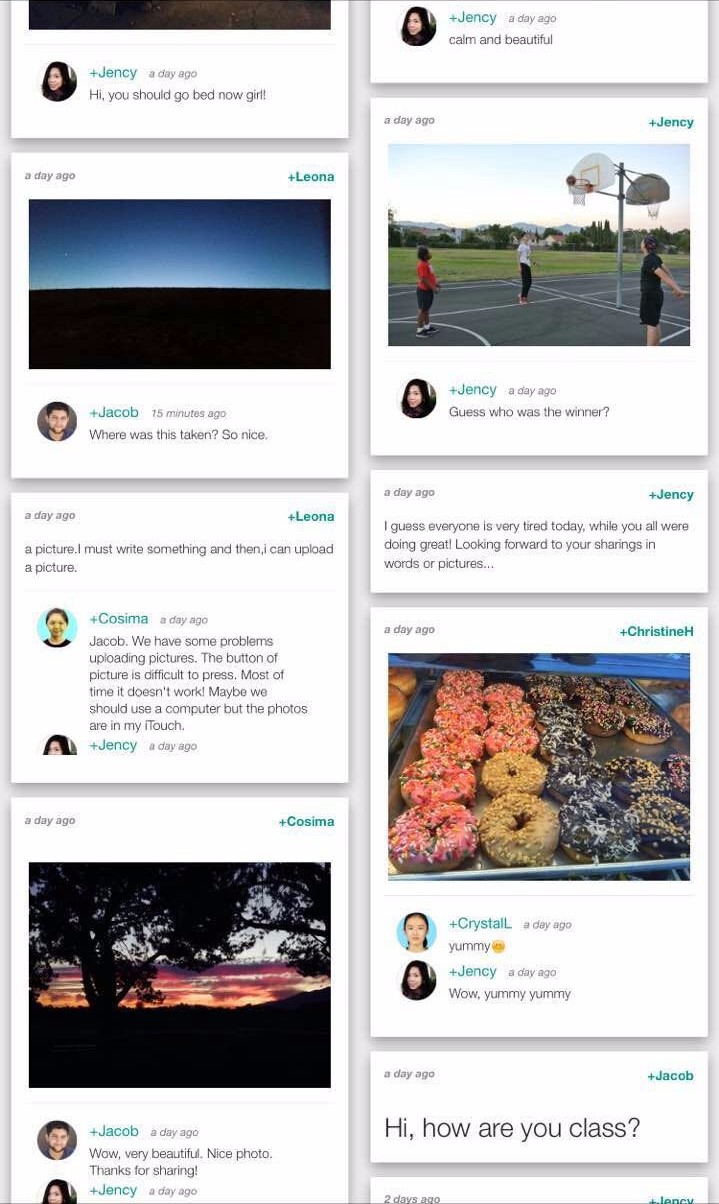 +Jency a day ago
Hi, you should go bed now girl!
a day ago +Leona
+Jacob 15 minutes ago
Where was this taken? So nice.
a day ago +Leona
a picture.I must write something and then,i can upload
a picture.
+Cosima a day ago
Jacob. We have some problems
uploading pictures. The button of
picture is difficult to press. Most of
time it doesn't work! Maybe we
should use a computer but the photos
are in my iTouch.
+Jency a day ago
a day ago +Cosima
+Jacob a day ago
Wow, very beautiful. Nice photo.
Thanks for sharing!
+Jency a day ago
+Jency a day ago
calm and beautiful
a day ago +Jency
+Jency a day ago
Guess who was the winner?
a day ago +Jency
I guess everyone is very tired today, while you all were
doing great! Looking forward to your sharings in
words or pictures...
a day ago +ChristineH
+CrystalL a day ago
yummy😊
+Jency a day ago
Wow, yummy yummy
a day ago +Jacob
Hi, how are you class?
2 days ago +Jency